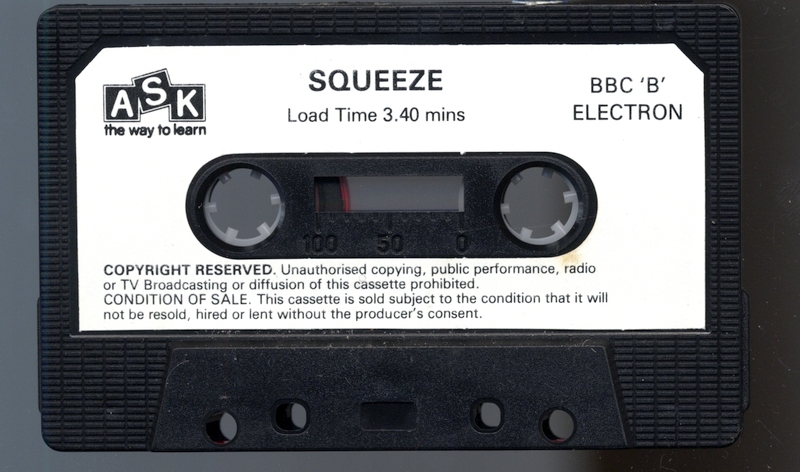 ASK
the way to learn
SQUEEZE
Load Time 3.40 mins
BBC ‘B’
ELECTRON
100 50 0
COPYRIGHT RESERVED. Unauthorised copying, public performance, radio
or TV Broadcasting or diffusion of this cassette prohibited.
CONDITION OF SALE. This cassette is sold subject to the condition that it will
not be resold, hired or lent without the producer’s consent.